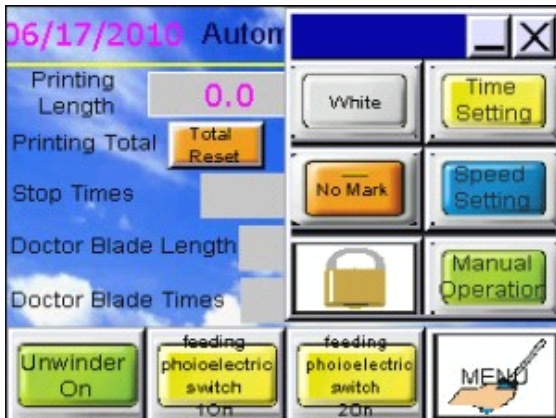 06/17/2010 Autom
Printing
Length
0.0
Printing Total
Total
Reset
Stop Times
Doctor Blade Length
Doctor Blade Times
White
Time
Setting
No Mark
Speed
Setting
Manual
Operation
Unwinder
On
feeding
phoioelectric
switch
1On
feeding
phoioelectric
switch
2On
MENU